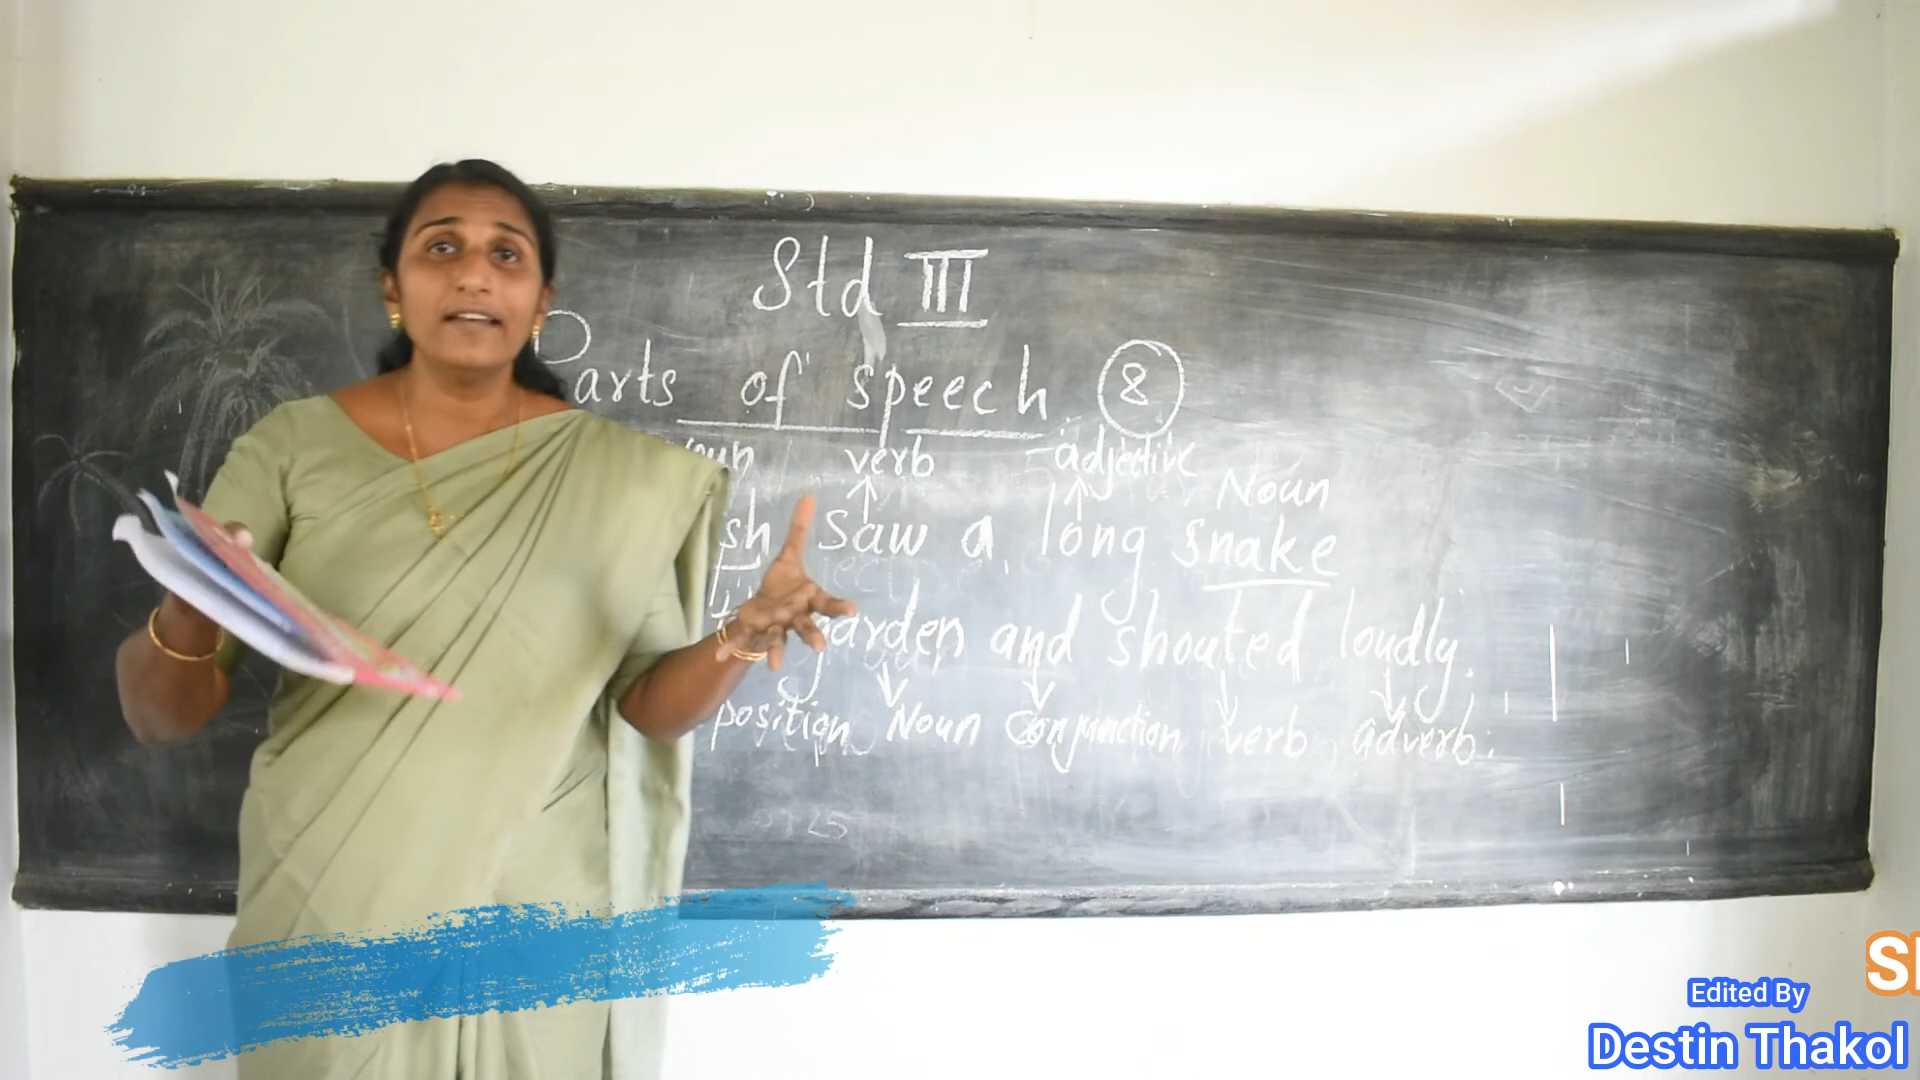 Std III
Parts of speech 8
verb adjective Noun
saw a long snake
garden and shouted loudly.
position Noun Conjunction verb adverb.
Edited By
Destin Thakol